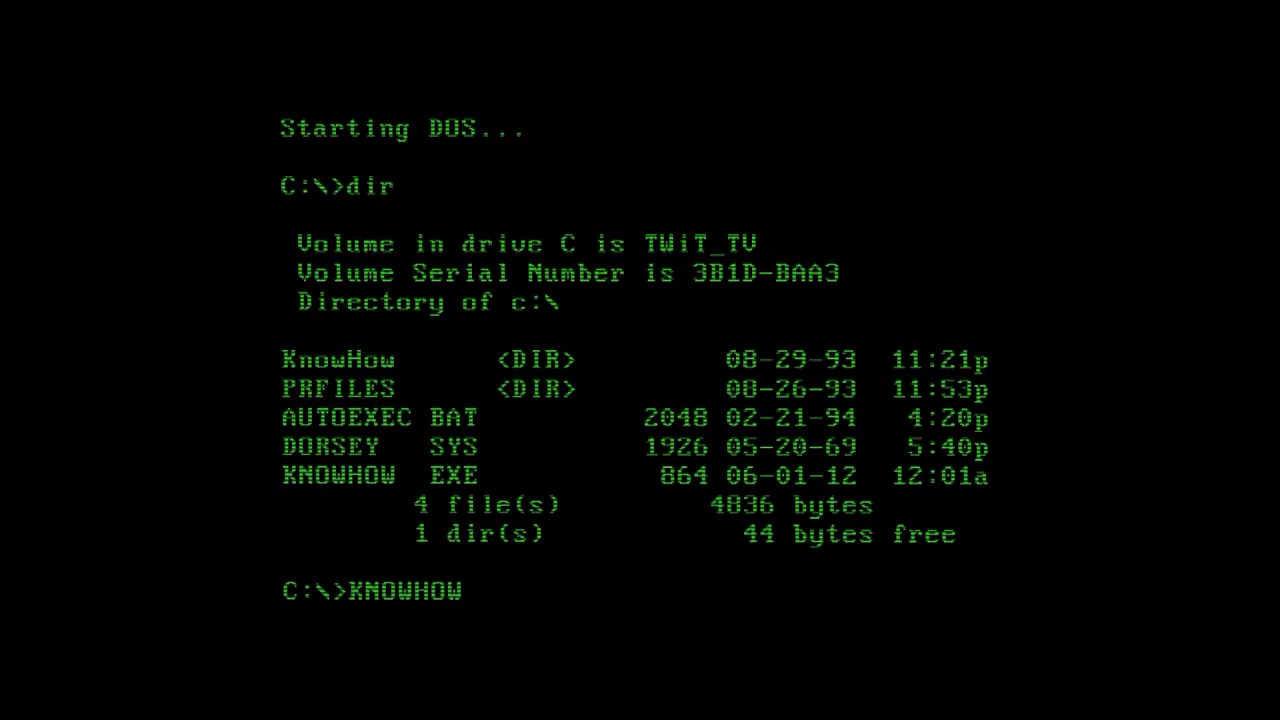 Starting DOS...
C:\>dir
Volume in drive C is TWiT_TV
Volume Serial Number is 3B1D-BAA3
Directory of c:\
KnowHow <DIR> 08-29-93 11:21p
PRFILES <DIR> 08-26-93 11:53p
AUTOEXEC BAT 2048 02-21-94 4:20p
DORSEY SYS 1926 05-20-69 5:40p
KNOWHOW EXE 864 06-01-12 12:01a
4 file(s) 4836 bytes
1 dir(s) 44 bytes free
C:\>KNOWHOW